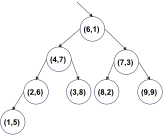 (6,1)
(4,7) (7,3)
(2,6) (3,8) (8,2) (9,9)
(1,5)